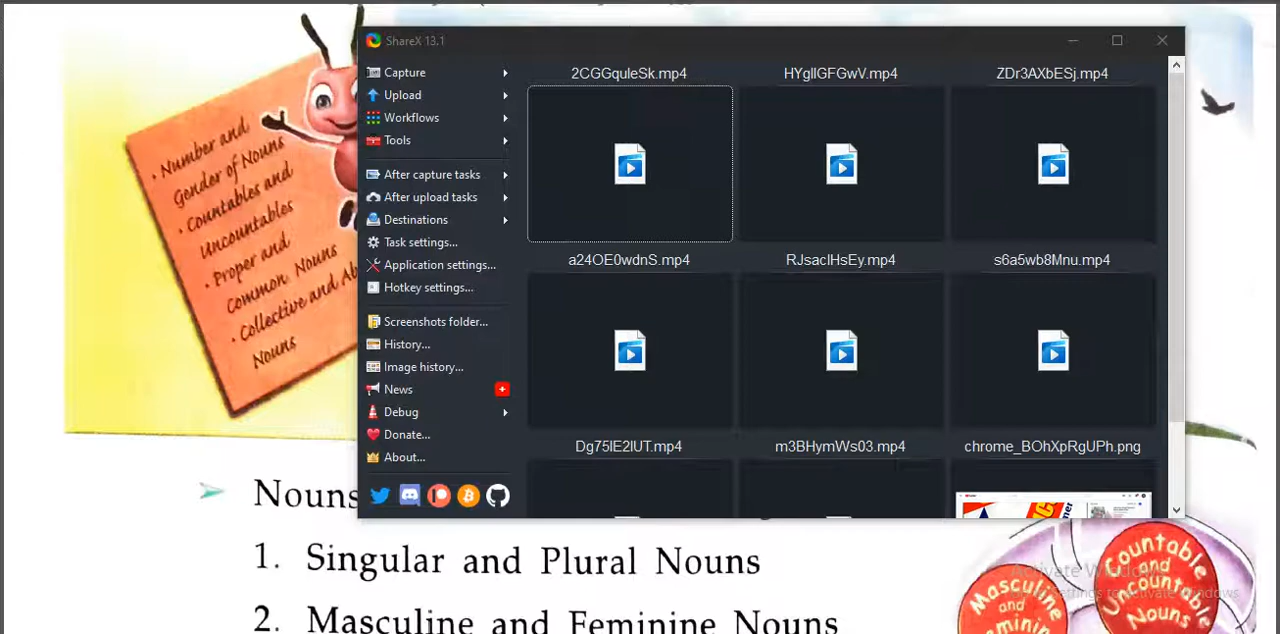 ShareX 13.1
Capture
Upload
Workflows
Tools
After capture tasks
After upload tasks
Destinations
Task settings...
Application settings...
Hotkey settings...
Screenshots folder...
History...
Image history...
News
Debug
Donate...
About...
2CGGquleSk.mp4 HYglIGFGwV.mp4 ZDr3AXbESj.mp4
a24OE0wdnS.mp4 RJsaclHsEy.mp4 s6a5wb8Mnu.mp4
Dg75lE2lUT.mp4 m3BHymWs03.mp4 chrome_BOhXpRgUPh.png
• Number and
Gender of Nouns
• Countables and
Uncountables
• Proper and
Common Nouns
• Collective and Ab
Nouns
Nouns
1. Singular and Plural Nouns
2. Masculine and Feminine Nouns
Masculine
and
Feminine
Countable
and
Uncountable
Nouns
Activate Windows
Settings to activate Windows.